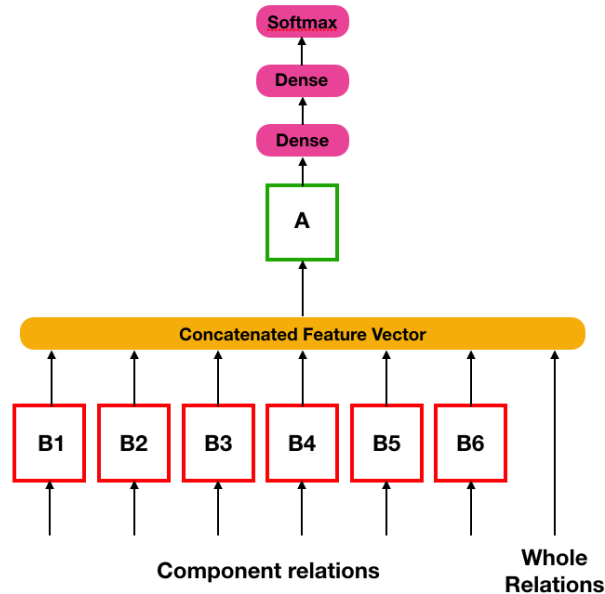 Softmax
Dense
Dense
A
Concatenated Feature Vector
B1 B2 B3 B4 B5 B6
Component relations
Whole
Relations